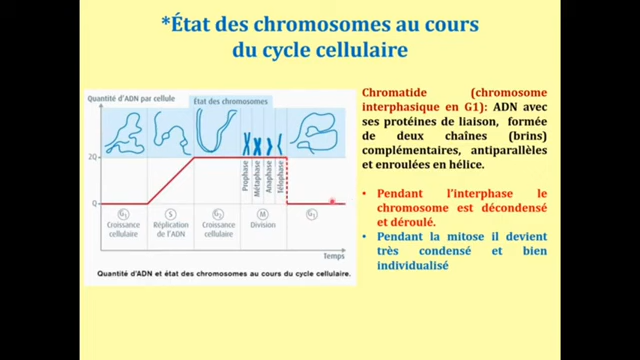 *État des chromosomes au cours
du cycle cellulaire
Quantité d'ADN par cellule
État des chromosomes
2Q
Q
Prophase
Métaphase
Anaphase
Télophase
G1
Croissance
cellulaire
S
Réplication
de l'ADN
G2
Croissance
cellulaire
M
Division
G1
Temps
Quantité d'ADN et état des chromosomes au cours du cycle cellulaire.
Chromatide (chromosome
interphasique en G1): ADN avec
ses protéines de liaison, formée
de deux chaînes (brins)
complémentaires, antiparallèles
et enroulées en hélice.
• Pendant l'interphase le
chromosome est décondensé
et déroulé.
• Pendant la mitose il devient
très condensé et bien
individualisé